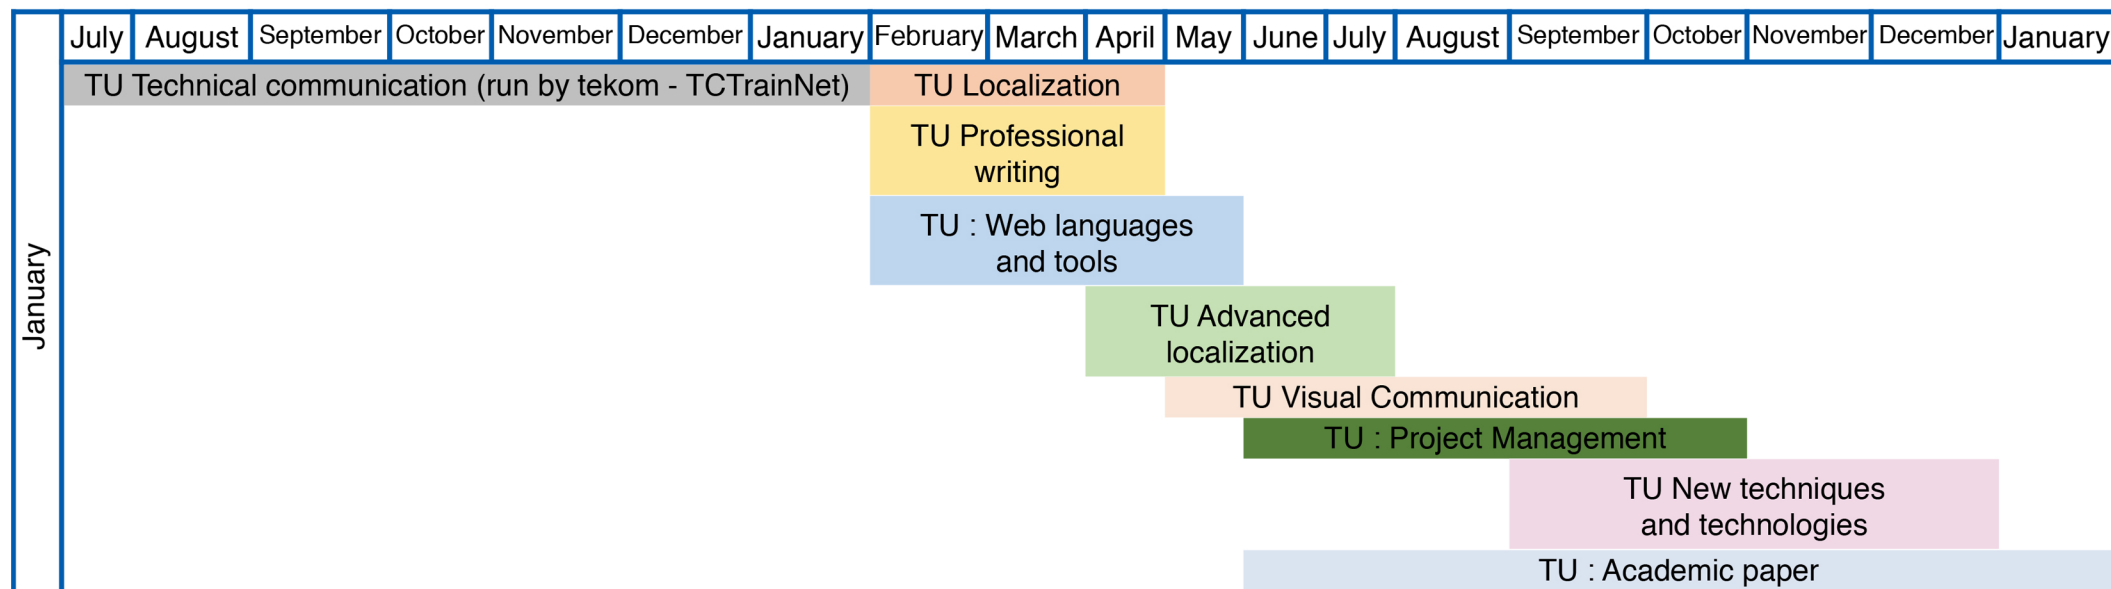 July August September October November December January February March April May June July August September October November December January
January
TU Technical communication (run by tekom - TCTrainNet) TU Localization
TU Professional
writing
TU : Web languages
and tools
TU Advanced
localization
TU Visual Communication
TU : Project Management
TU New techniques
and technologies
TU : Academic paper